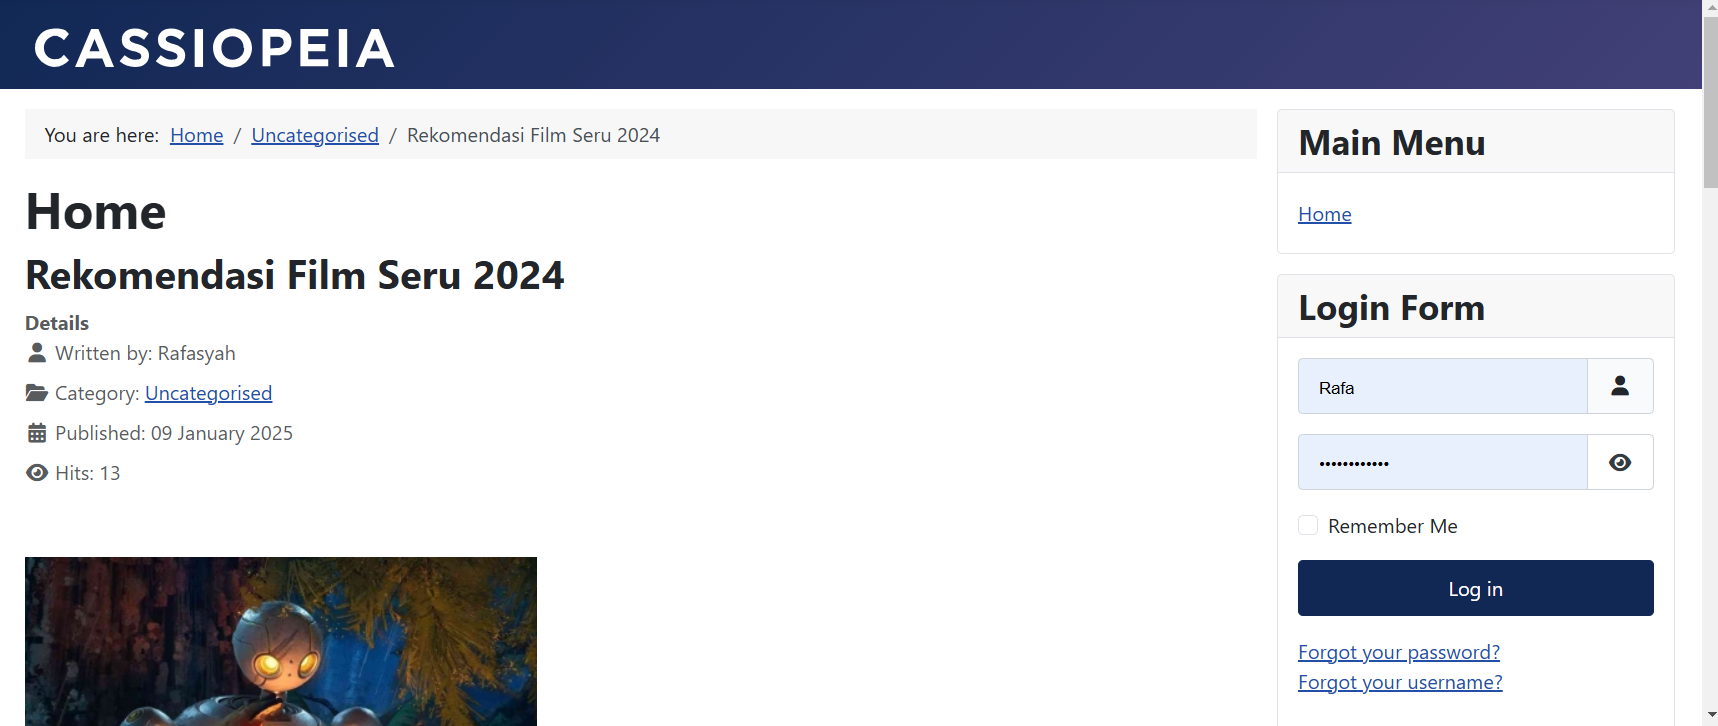 CASSIOPEIA
You are here: Home / Uncategorised / Rekomendasi Film Seru 2024
Home
Rekomendasi Film Seru 2024
Details
Written by: Rafasyah
Category: Uncategorised
Published: 09 January 2025
Hits: 13
Main Menu
Home
Login Form
Rafa
••••••••••••
Remember Me
Log in
Forgot your password?
Forgot your username?